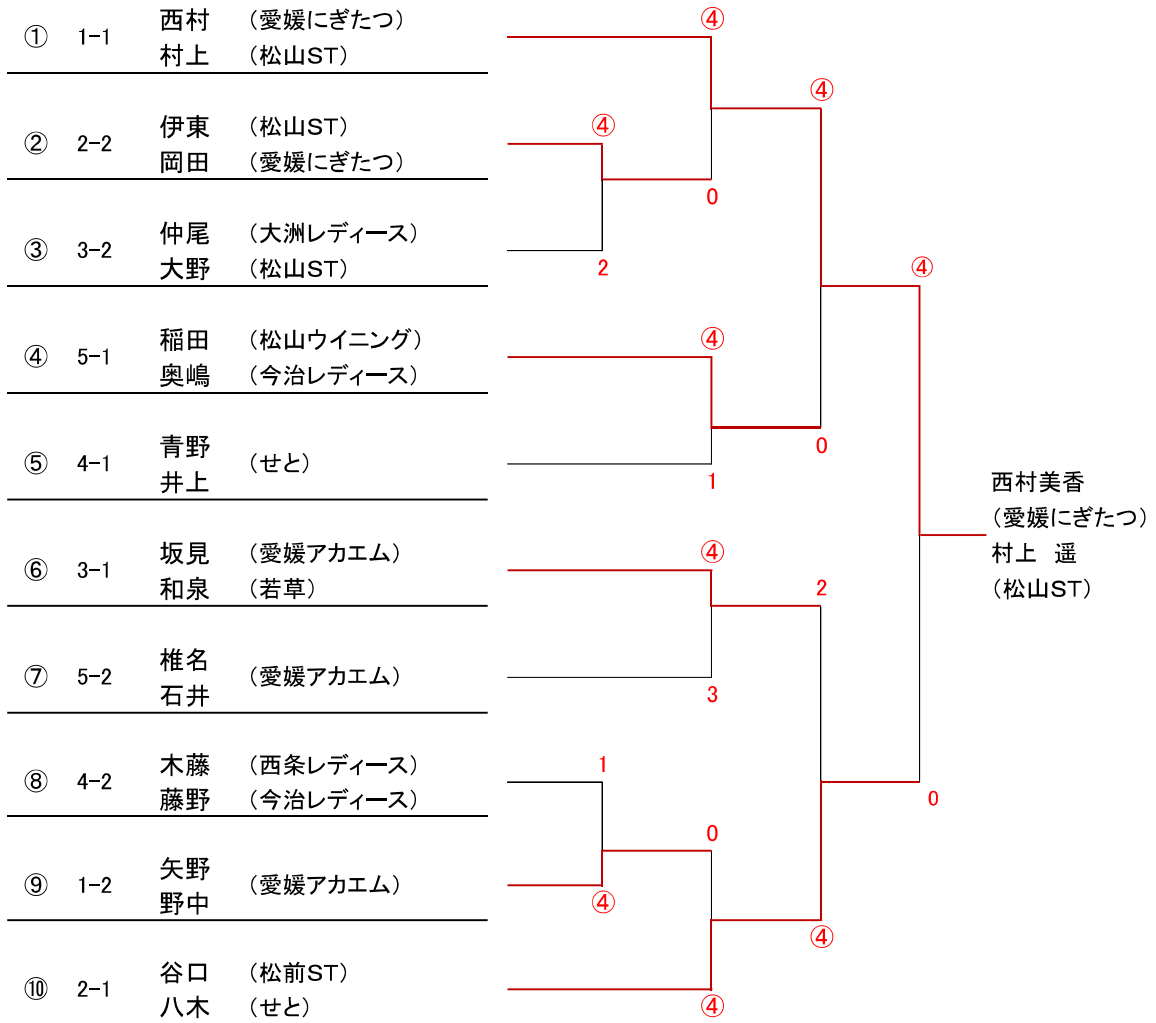 ① 1-1 西村 （愛媛にぎたつ）
村上 （松山ST）
④
④
② 2-2 伊東 （松山ST）
岡田 （愛媛にぎたつ）
④
0
③ 3-2 仲尾 （大洲レディース）
大野 （松山ST）
2
④
④ 5-1 稲田 （松山ウイニング）
奥嶋 （今治レディース）
④
0
⑤ 4-1 青野 （せと）
井上
1
西村美香
（愛媛にぎたつ）
村上　遥
（松山ST）
⑥ 3-1 坂見 （愛媛アカエム）
和泉 （若草）
④
2
⑦ 5-2 椎名 （愛媛アカエム）
石井
3
⑧ 4-2 木藤 （西条レディース）
藤野 （今治レディース）
1
0
0
⑨ 1-2 矢野 （愛媛アカエム）
野中
④
④
⑩ 2-1 谷口 （松前ST）
八木 （せと）
④